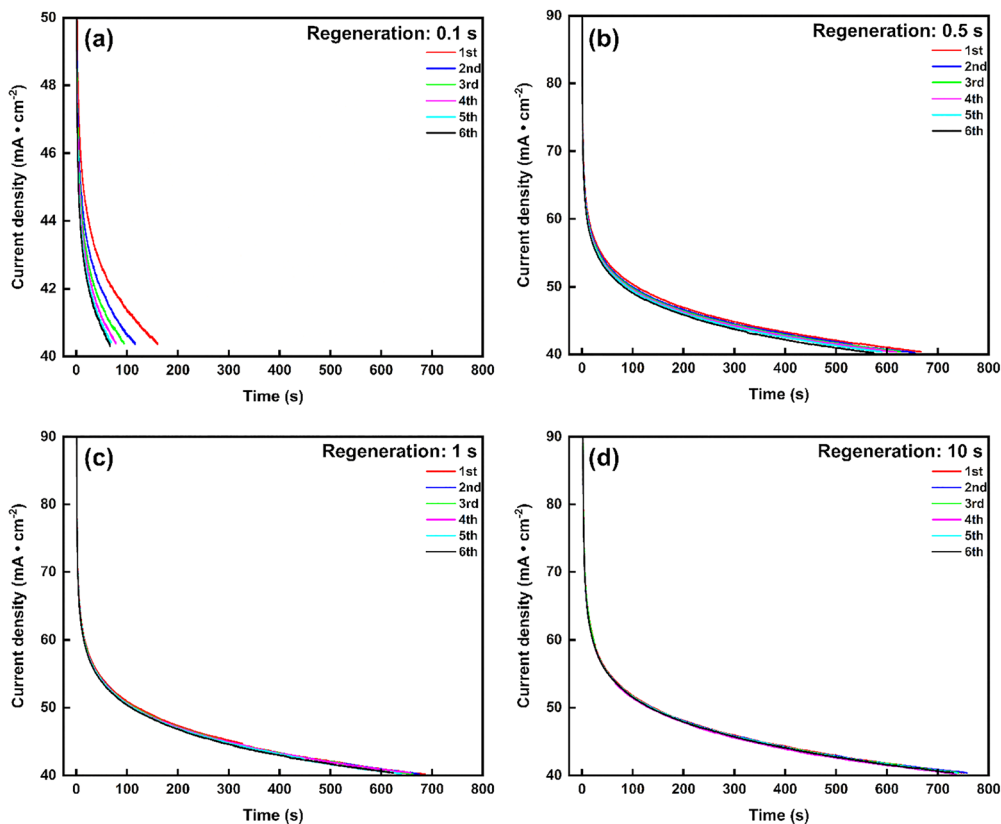 (a)
Regeneration: 0.1 s
1st
2nd
3rd
4th
5th
6th
50
48
46
44
42
40
Current density (mA • cm⁻²)
0 100 200 300 400 500 600 700 800
Time (s)
(b)
Regeneration: 0.5 s
1st
2nd
3rd
4th
5th
6th
90
80
70
60
50
40
Current density (mA • cm⁻²)
0 100 200 300 400 500 600 700 800
Time (s)
(c)
Regeneration: 1 s
1st
2nd
3rd
4th
5th
6th
90
80
70
60
50
40
Current density (mA • cm⁻²)
0 100 200 300 400 500 600 700 800
Time (s)
(d)
Regeneration: 10 s
1st
2nd
3rd
4th
5th
6th
90
80
70
60
50
40
Current density (mA • cm⁻²)
0 100 200 300 400 500 600 700 800
Time (s)